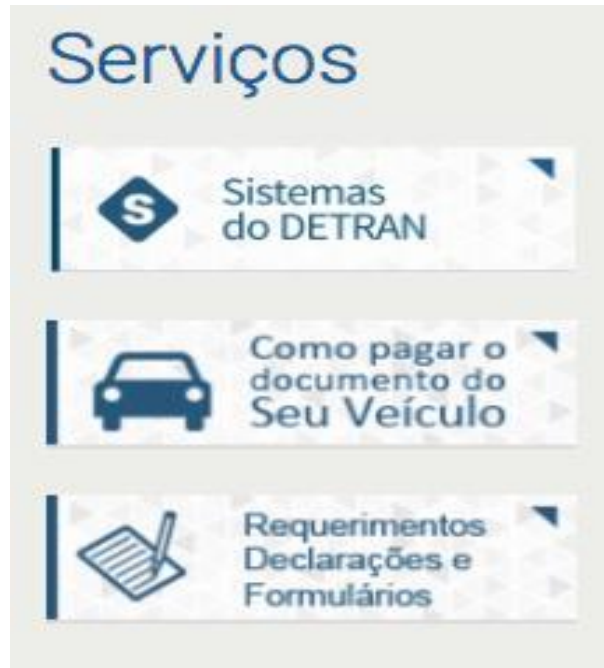 Serviços
S
Sistemas
do DETRAN
Como pagar o
documento do
Seu Veículo
Requerimentos
Declarações e
Formulários